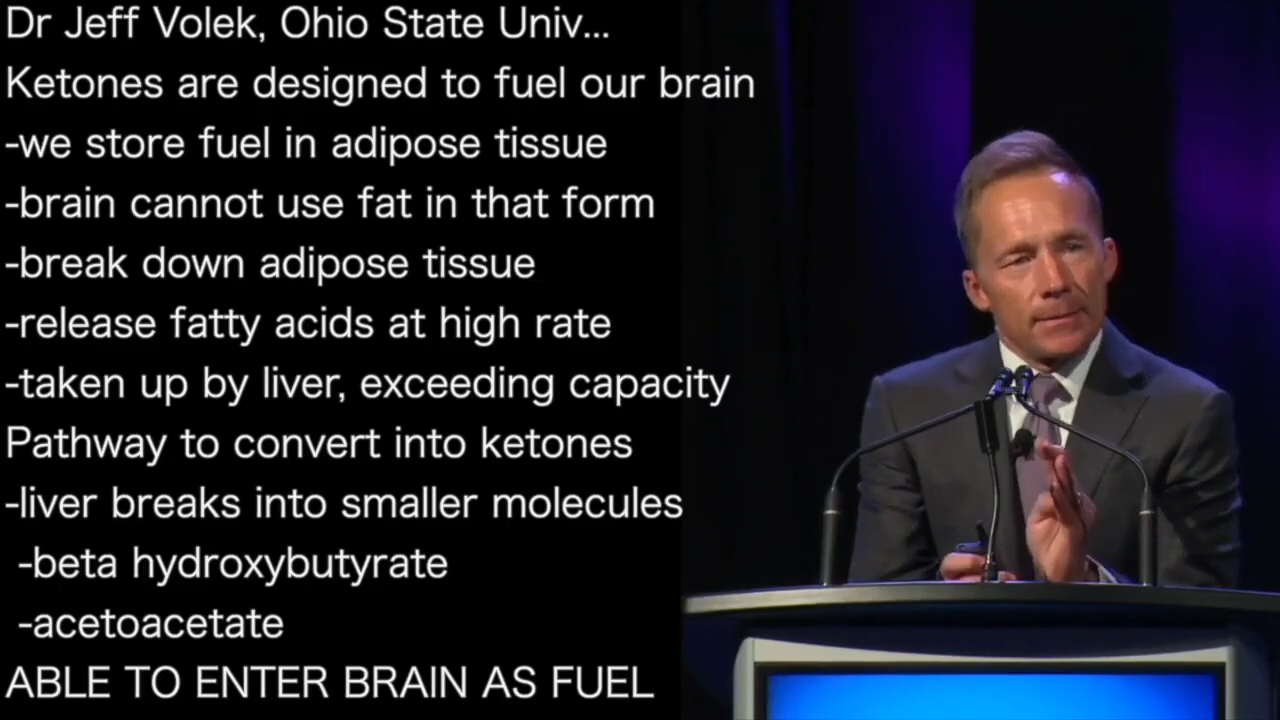 Dr Jeff Volek, Ohio State Univ...
Ketones are designed to fuel our brain
-we store fuel in adipose tissue
-brain cannot use fat in that form
-break down adipose tissue
-release fatty acids at high rate
-taken up by liver, exceeding capacity
Pathway to convert into ketones
-liver breaks into smaller molecules
-beta hydroxybutyrate
-acetoacetate
ABLE TO ENTER BRAIN AS FUEL